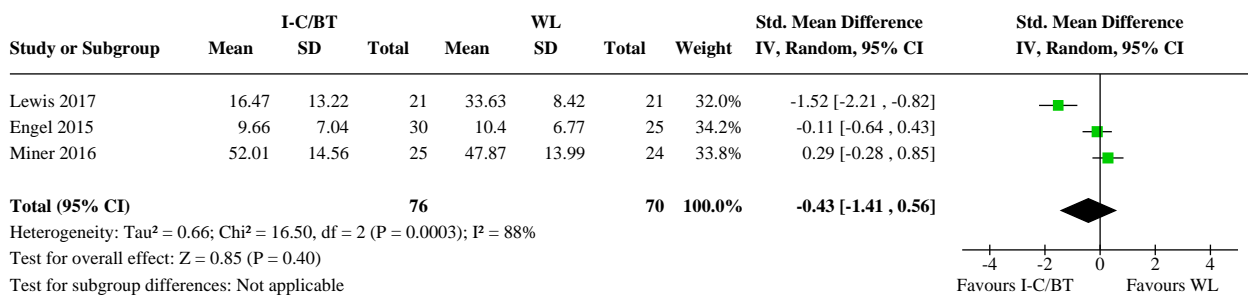 I-C/BT WL Std. Mean Difference Std. Mean Difference
Study or Subgroup Mean SD Total Mean SD Total Weight IV, Random, 95% CI IV, Random, 95% CI
Lewis 2017 16.47 13.22 21 33.63 8.42 21 32.0% -1.52 [-2.21 , -0.82]
Engel 2015 9.66 7.04 30 10.4 6.77 25 34.2% -0.11 [-0.64 , 0.43]
Miner 2016 52.01 14.56 25 47.87 13.99 24 33.8% 0.29 [-0.28 , 0.85]
Total (95% CI) 76 70 100.0% -0.43 [-1.41 , 0.56]
Heterogeneity: Tau² = 0.66; Chi² = 16.50, df = 2 (P = 0.0003); I² = 88%
Test for overall effect: Z = 0.85 (P = 0.40)
Test for subgroup differences: Not applicable
-4 -2 0 2 4
Favours I-C/BT Favours WL